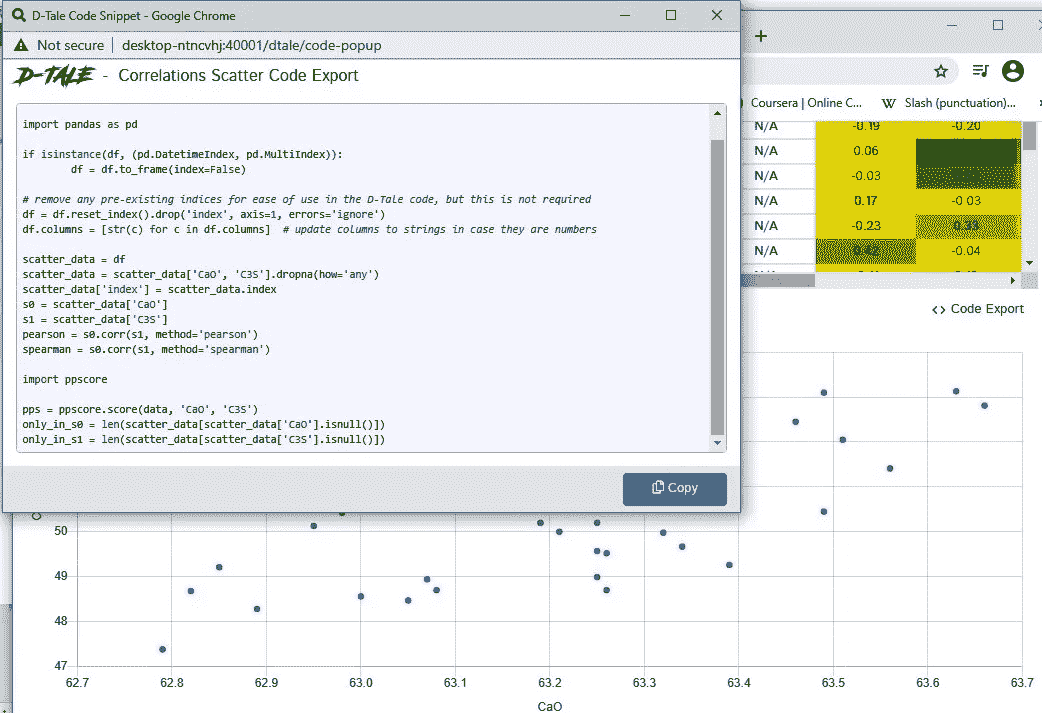 D-Tale Code Snippet - Google Chrome
Not secure | desktop-ntncvhj:40001/dtale/code-popup
D-TALE - Correlations Scatter Code Export
import pandas as pd
if isinstance(df, (pd.DatetimeIndex, pd.MultiIndex)):
df = df.to_frame(index=False)
# remove any pre-existing indices for ease of use in the D-Tale code, but this is not required
df = df.reset_index().drop('index', axis=1, errors='ignore')
df.columns = [str(c) for c in df.columns]  # update columns to strings in case they are numbers
scatter_data = df
scatter_data = scatter_data['CaO', 'C3S'].dropna(how='any')
scatter_data['index'] = scatter_data.index
s0 = scatter_data['CaO']
s1 = scatter_data['C3S']
pearson = s0.corr(s1, method='pearson')
spearman = s0.corr(s1, method='spearman')
import ppscore
pps = ppscore.score(data, 'CaO', 'C3S')
only_in_s0 = len(scatter_data[scatter_data['CaO'].isnull()])
only_in_s1 = len(scatter_data[scatter_data['C3S'].isnull()])
Copy
Coursera | Online C...
W Slash (punctuation)...
N/A -0.19 -0.20
N/A 0.06
N/A -0.03
N/A 0.17 -0.03
N/A -0.23 0.33
N/A -0.04
<> Code Export
50
49
48
47
62.7 62.8 62.9 63.0 63.1 63.2 63.3 63.4 63.5 63.6 63.7
CaO